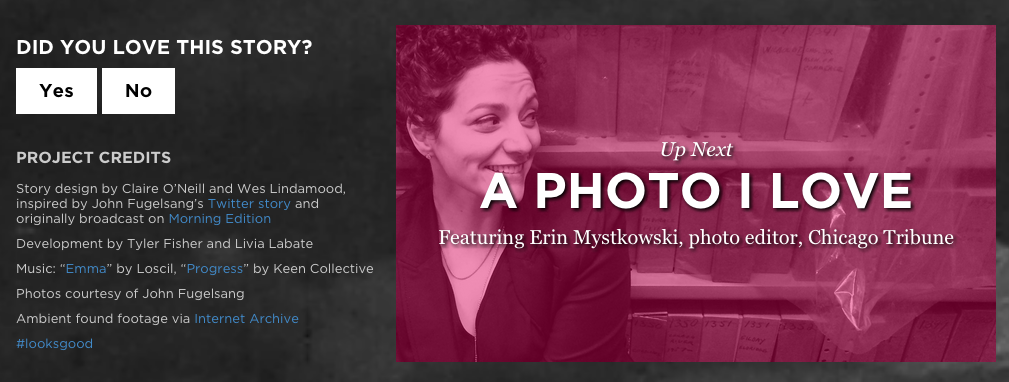 DID YOU LOVE THIS STORY?
Yes No
PROJECT CREDITS
Story design by Claire O’Neill and Wes Lindamood,
inspired by John Fugelsang’s Twitter story and
originally broadcast on Morning Edition
Development by Tyler Fisher and Livia Labate
Music: “Emma” by Loscil, “Progress” by Keen Collective
Photos courtesy of John Fugelsang
Ambient found footage via Internet Archive
#looksgood
Up Next
A PHOTO I LOVE
Featuring Erin Mystkowski, photo editor, Chicago Tribune